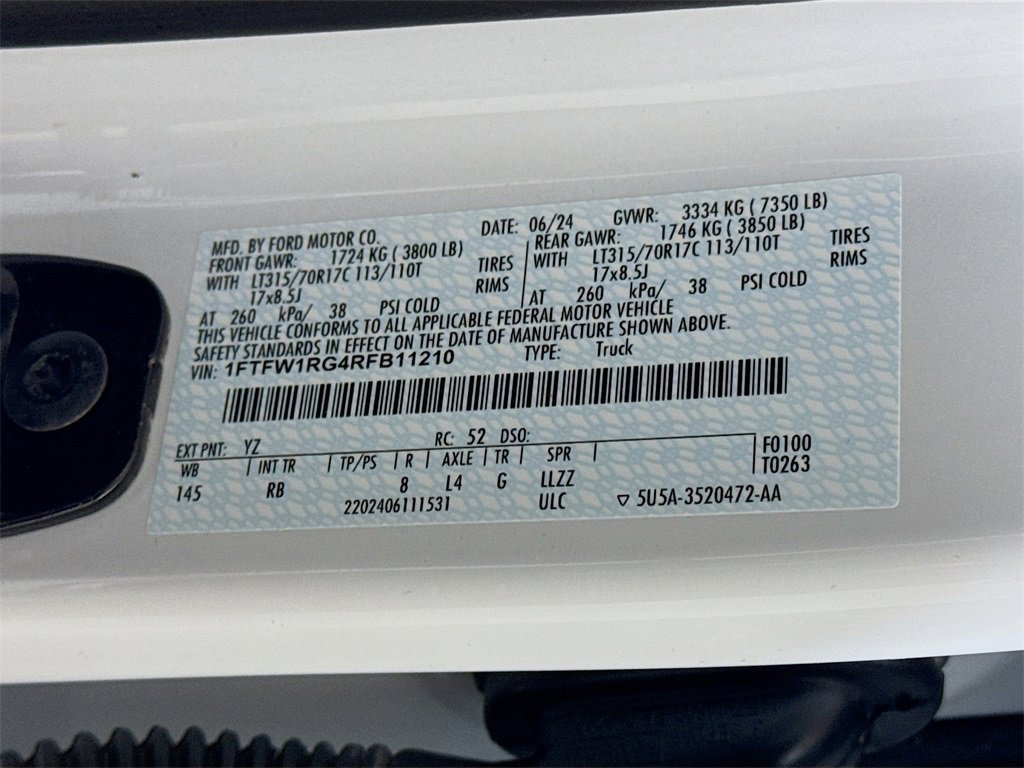 MFD. BY FORD MOTOR CO.
DATE: 06/24 GVWR: 3334 KG ( 7350 LB)
FRONT GAWR: 1724 KG ( 3800 LB)
WITH LT315/70R17C 113/110T TIRES
17x8.5J RIMS
AT 260 kPa/ 38 PSI COLD
REAR GAWR: 1746 KG ( 3850 LB)
WITH LT315/70R17C 113/110T TIRES
17x8.5J RIMS
AT 260 kPa/ 38 PSI COLD
THIS VEHICLE CONFORMS TO ALL APPLICABLE FEDERAL MOTOR VEHICLE
SAFETY STANDARDS IN EFFECT ON THE DATE OF MANUFACTURE SHOWN ABOVE.
VIN: 1FTFW1RG4RFB11210 TYPE: Truck
EXT PNT: YZ RC: 52 DSO:
WB INT TR TP/PS R AXLE TR SPR F0100
145 RB 8 L4 G LLZZ T0263
2202406111531 ULC ▽ 5U5A-3520472-AA